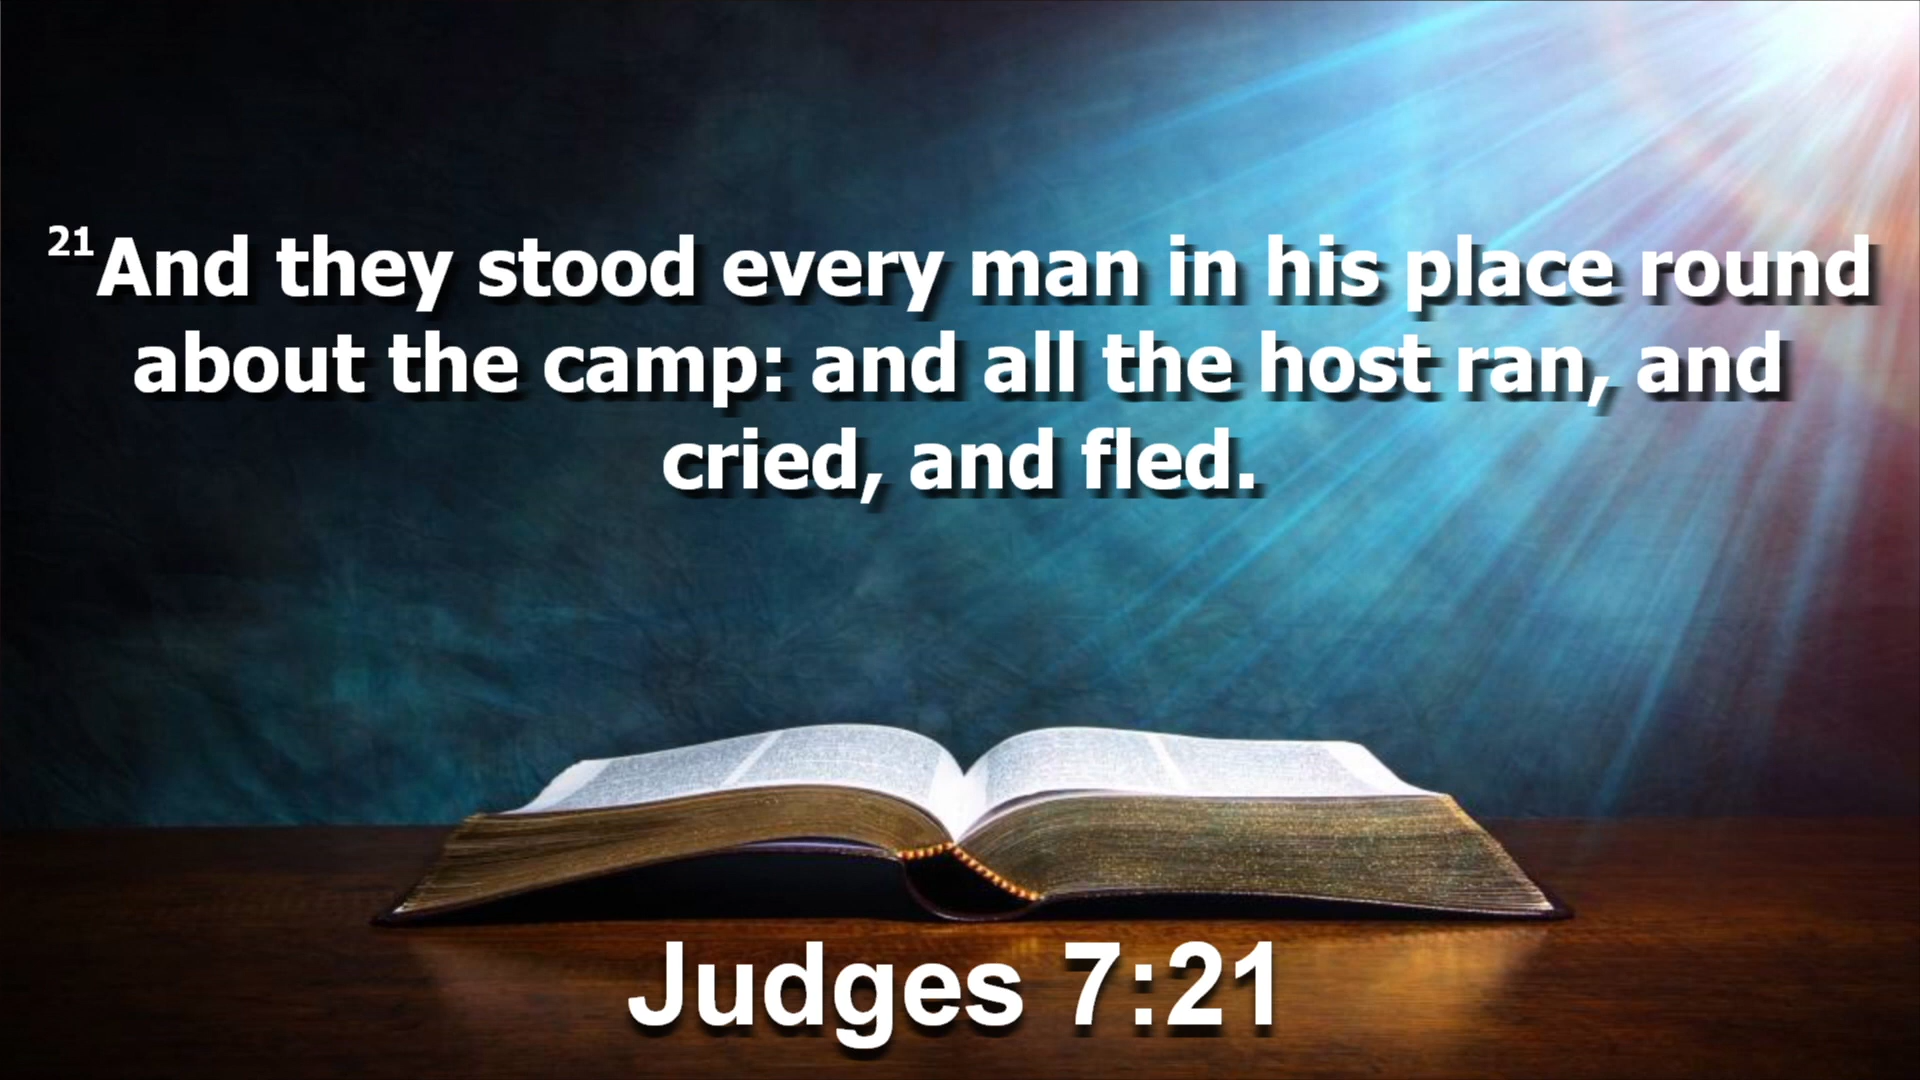 21And they stood every man in his place round
about the camp: and all the host ran, and
cried, and fled.
Judges 7:21